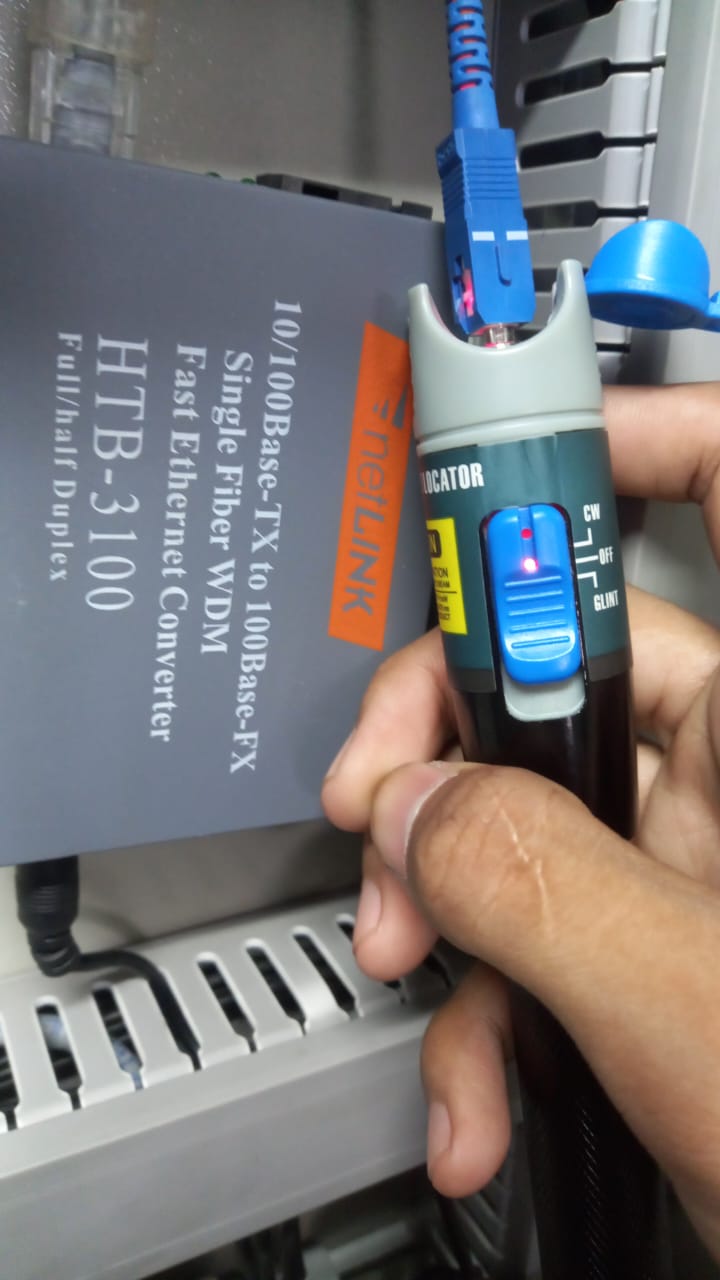 netLINK
10/100Base-TX to 100Base-FX
Single Fiber WDM
Fast Ethernet Converter
HTB-3100
Full/half Duplex
LOCATOR
CW
OFF
GLINT